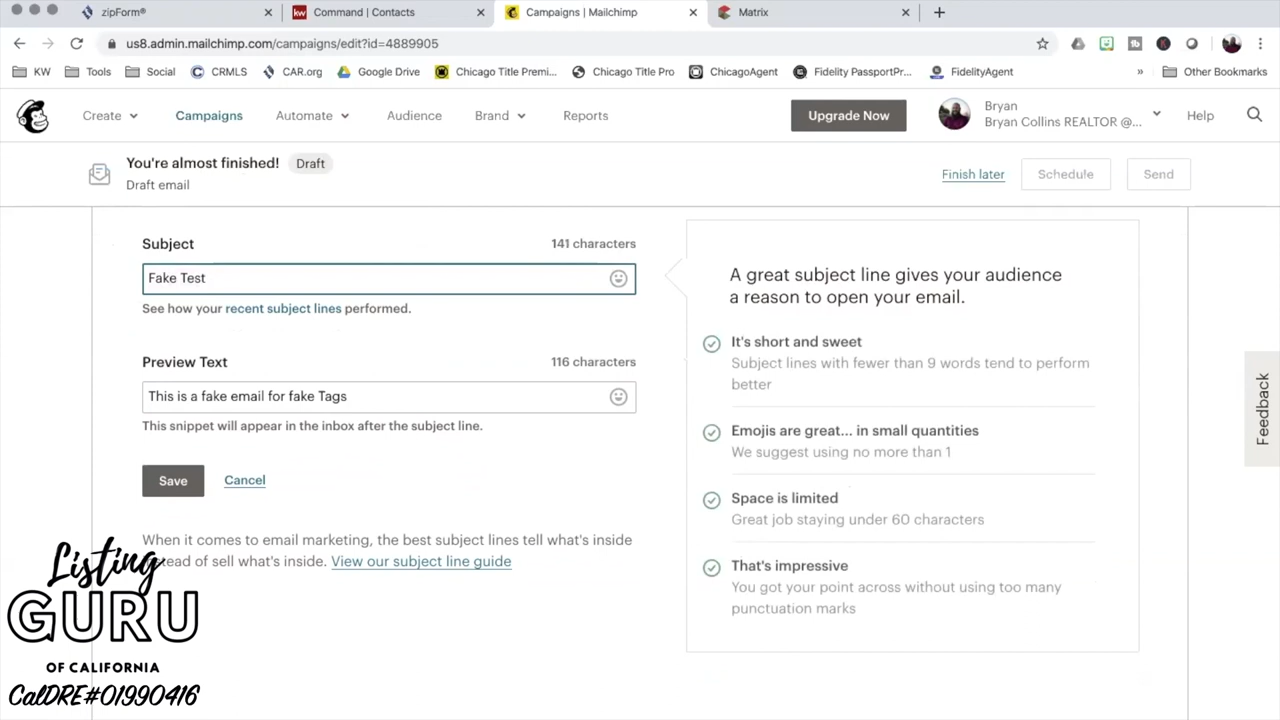 zipForm®
kw Command | Contacts
Campaigns | Mailchimp
Matrix
us8.admin.mailchimp.com/campaigns/edit?id=4889905
KW
Tools
Social
CRMLS
CAR.org
Google Drive
Chicago Title Premi...
Chicago Title Pro
ChicagoAgent
Fidelity PassportPr...
FidelityAgent
»
Other Bookmarks
Create
Campaigns
Automate
Audience
Brand
Reports
Upgrade Now
Bryan
Bryan Collins REALTOR @...
Help
You're almost finished!
Draft
Draft email
Finish later
Schedule
Send
Subject
141 characters
Fake Test
See how your recent subject lines performed.
Preview Text
116 characters
This is a fake email for fake Tags
This snippet will appear in the inbox after the subject line.
Save
Cancel
When it comes to email marketing, the best subject lines tell what's inside
instead of sell what's inside. View our subject line guide
A great subject line gives your audience
a reason to open your email.
It's short and sweet
Subject lines with fewer than 9 words tend to perform
better
Emojis are great... in small quantities
We suggest using no more than 1
Space is limited
Great job staying under 60 characters
That's impressive
You got your point across without using too many
punctuation marks
Feedback
Listing
GURU
OF CALIFORNIA
CalDRE#01990416